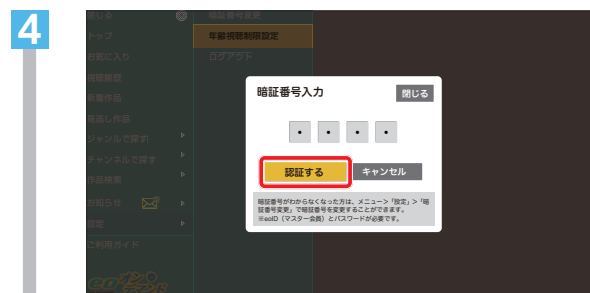 4
閉じる
トップ
お気に入り
視聴履歴
新着作品
見逃し作品
ジャンルで探す
チャンネルで探す
作品検索
お知らせ
設定
ご利用ガイド
暗証番号変更
年齢視聴制限設定
ログアウト
暗証番号入力
閉じる
認証する
キャンセル
暗証番号がわからなくなった方は、メニュー＞「設定」＞「暗
証番号変更」で暗証番号を変更することができます。
※eoID（マスター会員）とパスワードが必要です。